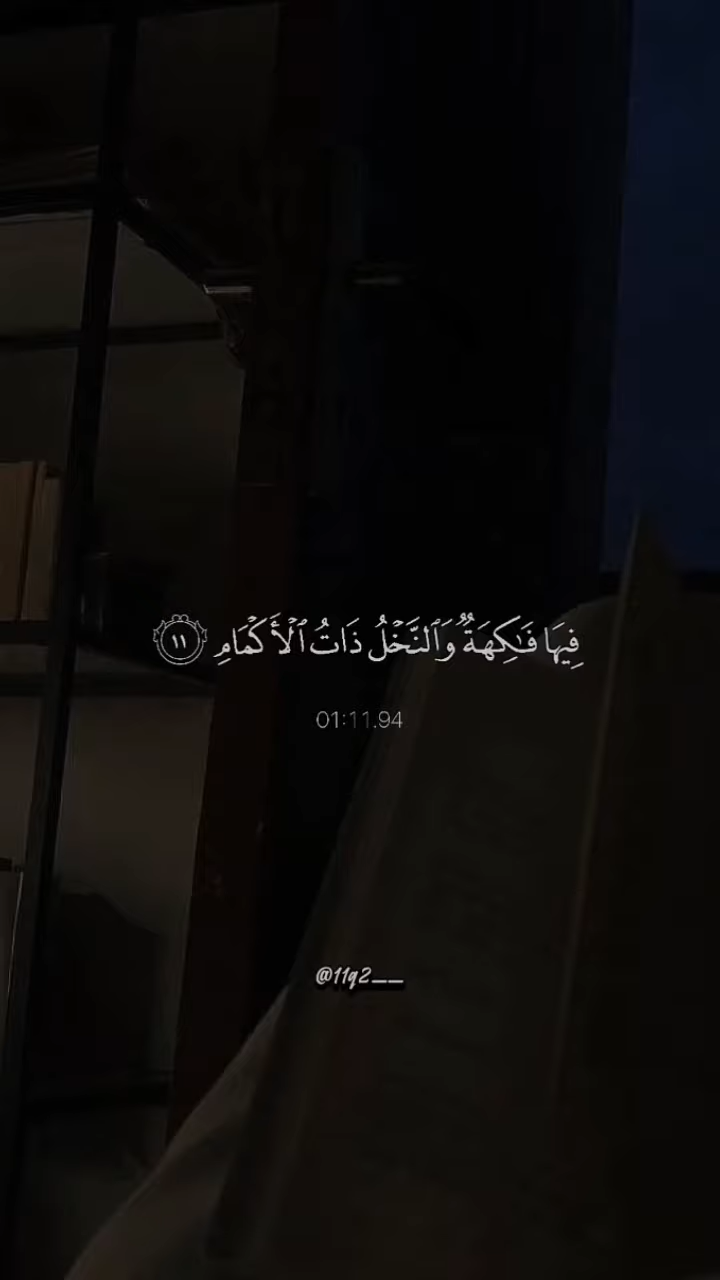 فِيهَا فَـٰكِهَةٌ وَٱلنَّخْلُ ذَاتُ ٱلْأَكْمَامِ ١١
01:11.94
@11q2__